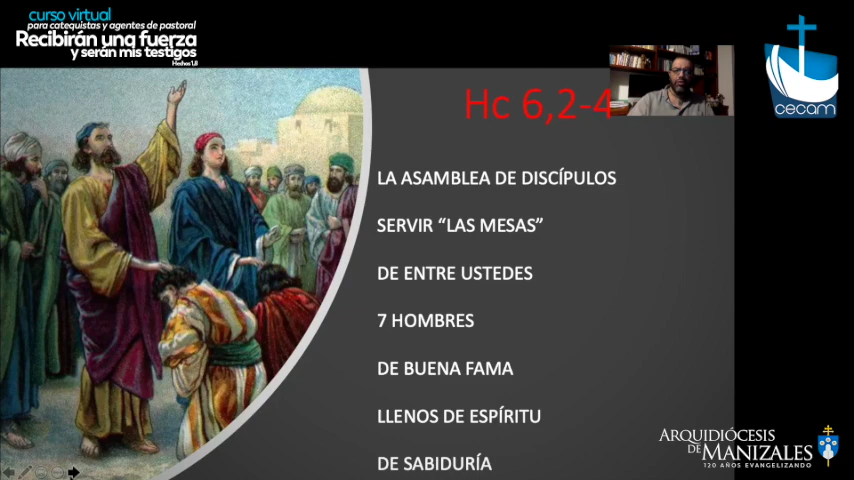 curso virtual
para catequistas y agentes de pastoral
Recibirán una fuerza
y serán mis testigos
Hechos 1,8
Hc 6,2-4
cecam
LA ASAMBLEA DE DISCÍPULOS
SERVIR “LAS MESAS”
DE ENTRE USTEDES
7 HOMBRES
DE BUENA FAMA
LLENOS DE ESPÍRITU
DE SABIDURÍA
ARQUIDIÓCESIS
DE MANIZALES
120 AÑOS EVANGELIZANDO